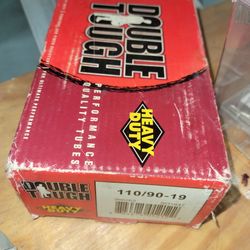 DOUBLE
TOUGH
PERFORMANCE
QUALITY TUBES
HEAVY
DUTY
DOUBLE
TOUGH
HEAVY
DUTY
110/90-19